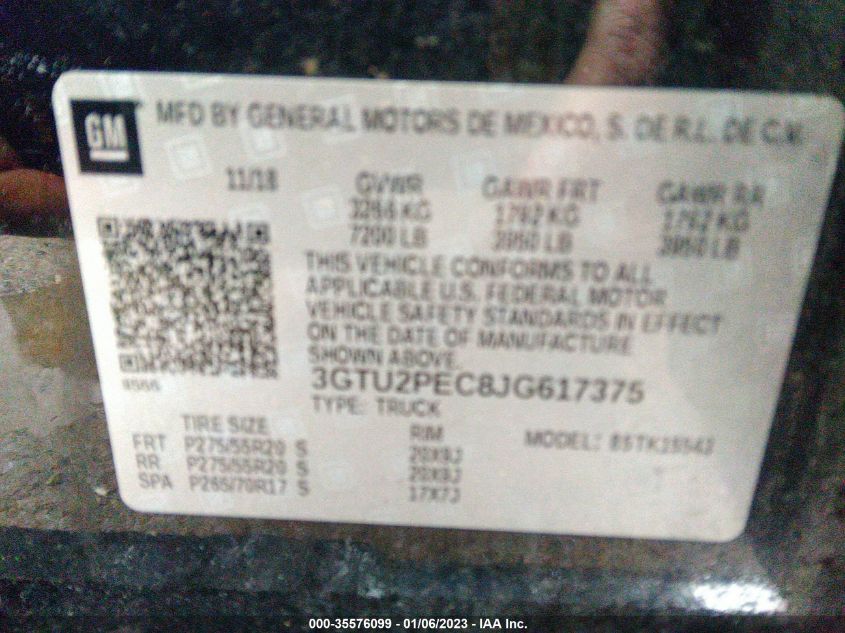 GM
MFD BY GENERAL MOTORS DE MEXICO, S. DE R.L. DE C.V.
11/18 GVWR GAWR FRT GAWR RR
3266 KG 1792 KG 1792 KG
7200 LB 3950 LB 3950 LB
THIS VEHICLE CONFORMS TO ALL
APPLICABLE U.S. FEDERAL MOTOR
VEHICLE SAFETY STANDARDS IN EFFECT
ON THE DATE OF MANUFACTURE
SHOWN ABOVE.
3GTU2PEC8JG617375
TYPE: TRUCK
TIRE SIZE RIM MODEL:
FRT P275/55R20 S 20X9J
RR P275/55R20 S 20X9J
SPA P265/70R17 S 17X7J
000-35576099 — 01/06/2023 - IAA Inc.